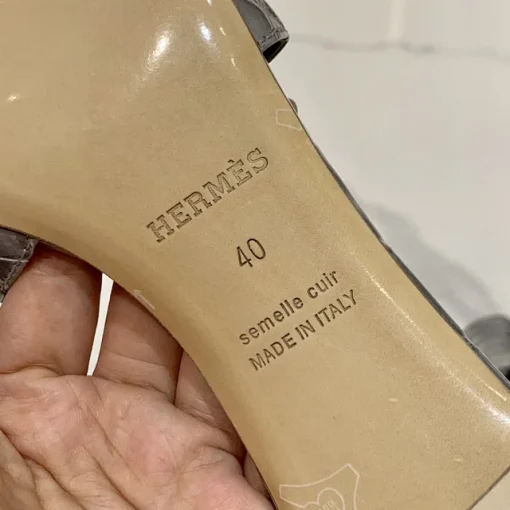 HERMÈS
40
semelle cuir
MADE IN ITALY